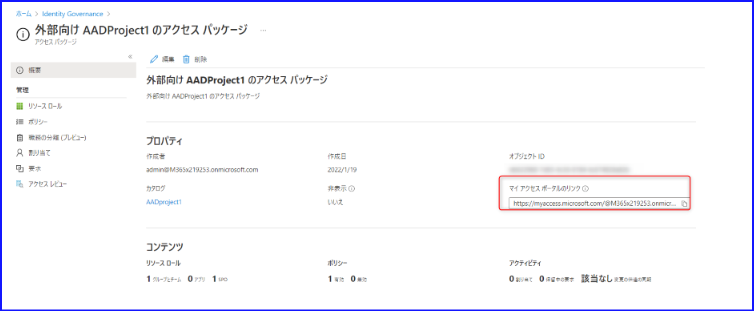 ホーム > Identity Governance >
外部向け AADProject1 のアクセス パッケージ ...
アクセス パッケージ
«
編集 削除
概要
管理
リソース ロール
ポリシー
職務の分離 (プレビュー)
割り当て
要求
アクセス レビュー
外部向け AADProject1 のアクセス パッケージ
外部向け AADProject1 のアクセス パッケージ
プロパティ
作成者 作成日 オブジェクト ID
admin@M365x219253.onmicrosoft.com 2022/1/19
カタログ 非表示 マイ アクセス ポータルのリンク
AADproject1 いいえ https://myaccess.microsoft.com/@M365x219253.onmicr...
コンテンツ
リソース ロール ポリシー アクティビティ
1 グループとチーム 0 アプリ 1 SPO 1 有効 0 無効 0 割り当て 0 保留中の要求 該当なし